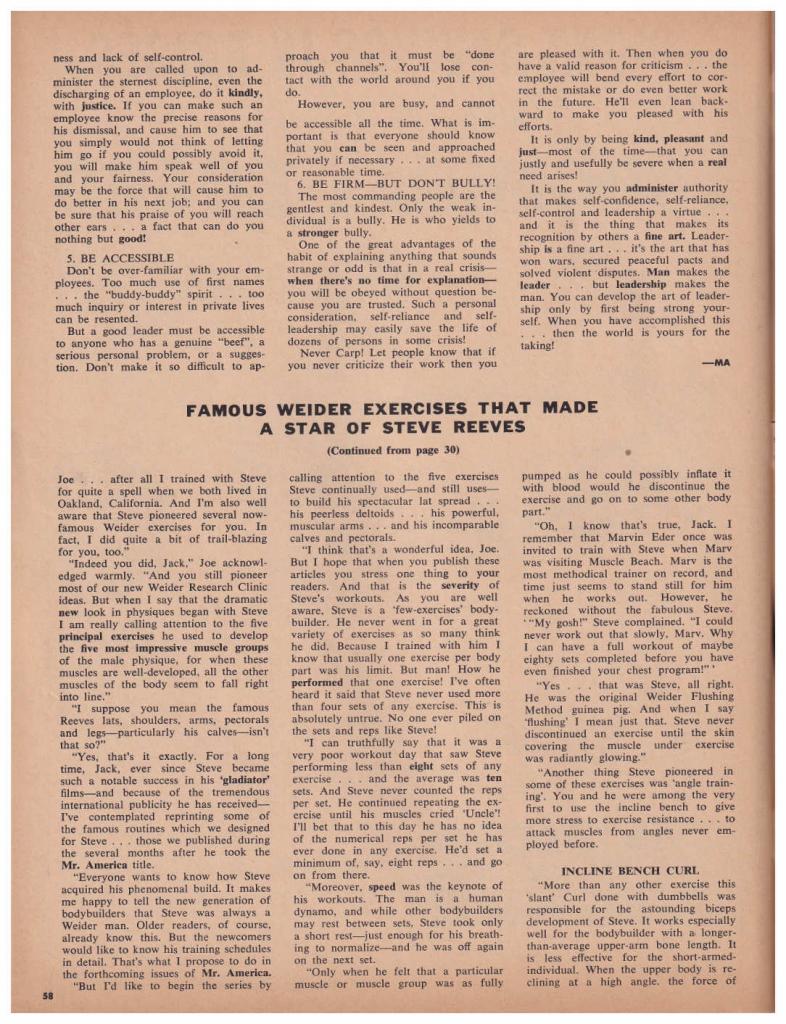 ness and lack of self-control.
When you are called upon to ad-
minister the sternest discipline, even the
discharging of an employee, do it kindly,
with justice. If you can make such an
employee know the precise reasons for
his dismissal, and cause him to see that
you simply would not think of letting
him go if you could possibly avoid it,
you will make him speak well of you
and your fairness. Your consideration
may be the force that will cause him to
do better in his next job; and you can
be sure that his praise of you will reach
other ears . . . a fact that can do you
nothing but good!
5. BE ACCESSIBLE
Don't be over-familiar with your em-
ployees. Too much use of first names
. . . the "buddy-buddy" spirit . . . too
much inquiry or interest in private lives
can be resented.
But a good leader must be accessible
to anyone who has a genuine "beef", a
serious personal problem, or a sugges-
tion. Don't make it so difficult to ap-
proach you that it must be "done
through channels". You'll lose con-
tact with the world around you if you
do.
However, you are busy, and cannot
be accessible all the time. What is im-
portant is that everyone should know
that you can be seen and approached
privately if necessary . . . at some fixed
or reasonable time.
6. BE FIRM—BUT DON'T BULLY!
The most commanding people are the
gentlest and kindest. Only the weak in-
dividual is a bully. He is who yields to
a stronger bully.
One of the great advantages of the
habit of explaining anything that sounds
strange or odd is that in a real crisis—
when there's no time for explanation—
you will be obeyed without question be-
cause you are trusted. Such a personal
consideration, self-reliance and self-
leadership may easily save the life of
dozens of persons in some crisis!
Never Carp! Let people know that if
you never criticize their work then you
are pleased with it. Then when you do
have a valid reason for criticism . . . the
employee will bend every effort to cor-
rect the mistake or do even better work
in the future. He'll even lean back-
ward to make you pleased with his
efforts.
It is only by being kind, pleasant and
just—most of the time—that you can
justly and usefully be severe when a real
need arises!
It is the way you administer authority
that makes self-confidence, self-reliance,
self-control and leadership a virtue . . .
and it is the thing that makes its
recognition by others a fine art. Leader-
ship is a fine art . . . it's the art that has
won wars, secured peaceful pacts and
solved violent disputes. Man makes the
leader . . . but leadership makes the
man. You can develop the art of leader-
ship only by first being strong your-
self. When you have accomplished this
. . . then the world is yours for the
taking!
—MA
FAMOUS WEIDER EXERCISES THAT MADE
A STAR OF STEVE REEVES
(Continued from page 30)
Joe . . . after all I trained with Steve
for quite a spell when we both lived in
Oakland, California. And I'm also well
aware that Steve pioneered several now-
famous Weider exercises for you. In
fact, I did quite a bit of trail-blazing
for you, too."
"Indeed you did, Jack," Joe acknowl-
edged warmly. "And you still pioneer
most of our new Weider Research Clinic
ideas. But when I say that the dramatic
new look in physiques began with Steve
I am really calling attention to the five
principal exercises he used to develop
the five most impressive muscle groups
of the male physique, for when these
muscles are well-developed, all the other
muscles of the body seem to fall right
into line."
"I suppose you mean the famous
Reeves lats, shoulders, arms, pectorals
and legs—particularly his calves—isn't
that so?"
"Yes, that's it exactly. For a long
time, Jack, ever since Steve became
such a notable success in his 'gladiator'
films—and because of the tremendous
international publicity he has received—
I've contemplated reprinting some of
the famous routines which we designed
for Steve . . . those we published during
the several months after he took the
Mr. America title.
"Everyone wants to know how Steve
acquired his phenomenal build. It makes
me happy to tell the new generation of
bodybuilders that Steve was always a
Weider man. Older readers, of course,
already know this. But the newcomers
would like to know his training schedules
in detail. That's what I propose to do in
the forthcoming issues of Mr. America.
"But I'd like to begin the series by
calling attention to the five exercises
Steve continually used—and still uses—
to build his spectacular lat spread . . .
his peerless deltoids . . . his powerful,
muscular arms . . . and his incomparable
calves and pectorals.
"I think that's a wonderful idea, Joe.
But I hope that when you publish these
articles you stress one thing to your
readers. And that is the severity of
Steve's workouts. As you are well
aware, Steve is a 'few-exercises' body-
builder. He never went in for a great
variety of exercises as so many think
he did. Because I trained with him I
know that usually one exercise per body
part was his limit. But man! How he
performed that one exercise! I've often
heard it said that Steve never used more
than four sets of any exercise. This is
absolutely untrue. No one ever piled on
the sets and reps like Steve!
"I can truthfully say that it was a
very poor workout day that saw Steve
performing less than eight sets of any
exercise . . . and the average was ten
sets. And Steve never counted the reps
per set. He continued repeating the ex-
ercise until his muscles cried 'Uncle'!
I'll bet that to this day he has no idea
of the numerical reps per set he has
ever done in any exercise. He'd set a
minimum of, say, eight reps . . . and go
on from there.
"Moreover, speed was the keynote of
his workouts. The man is a human
dynamo, and while other bodybuilders
may rest between sets, Steve took only
a short rest—just enough for his breath-
ing to normalize—and he was off again
on the next set.
"Only when he felt that a particular
muscle or muscle group was as fully
pumped as he could possibly inflate it
with blood would he discontinue the
exercise and go on to some other body
part."
"Oh, I know that's true, Jack. I
remember that Marvin Eder once was
invited to train with Steve when Marv
was visiting Muscle Beach. Marv is the
most methodical trainer on record, and
time just seems to stand still for him
when he works out. However, he
reckoned without the fabulous Steve.
'"My gosh!" Steve complained. "I could
never work out that slowly, Marv. Why
I can have a full workout of maybe
eighty sets completed before you have
even finished your chest program!"'
"Yes . . . that was Steve, all right.
He was the original Weider Flushing
Method guinea pig. And when I say
'flushing' I mean just that. Steve never
discontinued an exercise until the skin
covering the muscle under exercise
was radiantly glowing."
"Another thing Steve pioneered in
some of these exercises was 'angle train-
ing'. You and he were among the very
first to use the incline bench to give
more stress to exercise resistance . . . to
attack muscles from angles never em-
ployed before.
INCLINE BENCH CURL
"More than any other exercise this
'slant' Curl done with dumbbells was
responsible for the astounding biceps
development of Steve. It works especially
well for the bodybuilder with a longer-
than-average upper-arm bone length. It
is less effective for the short-armed-
individual. When the upper body is re-
clining at a high angle, the force of
58